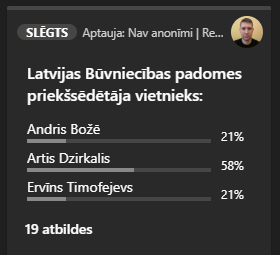 SLĒGTS Aptauja: Nav anonīmi | Re...
Latvijas Būvniecības padomes
priekšsēdētāja vietnieks:
Andris Božē
21%
Artis Dzirkalis
58%
Ervīns Timofejevs
21%
19 atbildes